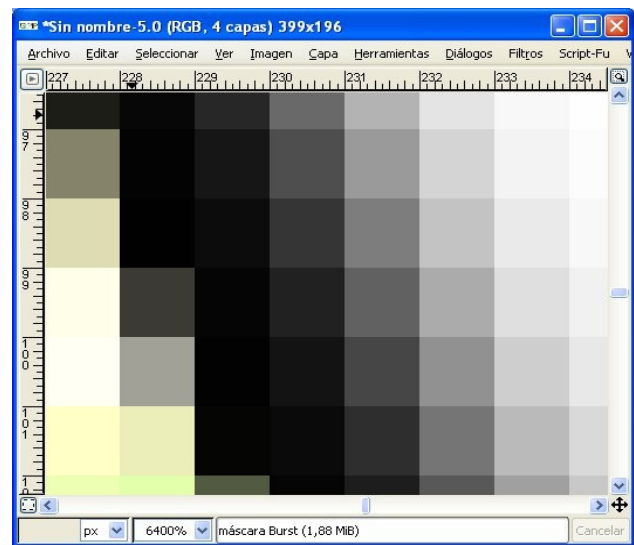 *Sin nombre-5.0 (RGB, 4 capas) 399x196
Archivo Editar Seleccionar Ver Imagen Capa Herramientas Diálogos Filtros Script-Fu
227 228 229 230 231 232 233 234
97
98
99
100
101
10
px 6400% máscara Burst (1,88 MiB) Cancelar